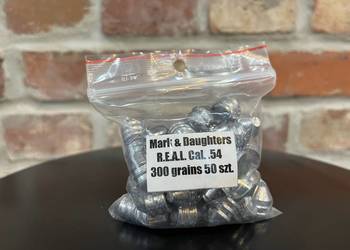 Mark & Daughters
R.E.A.L. Cal. .54
300 grains 50 szt.